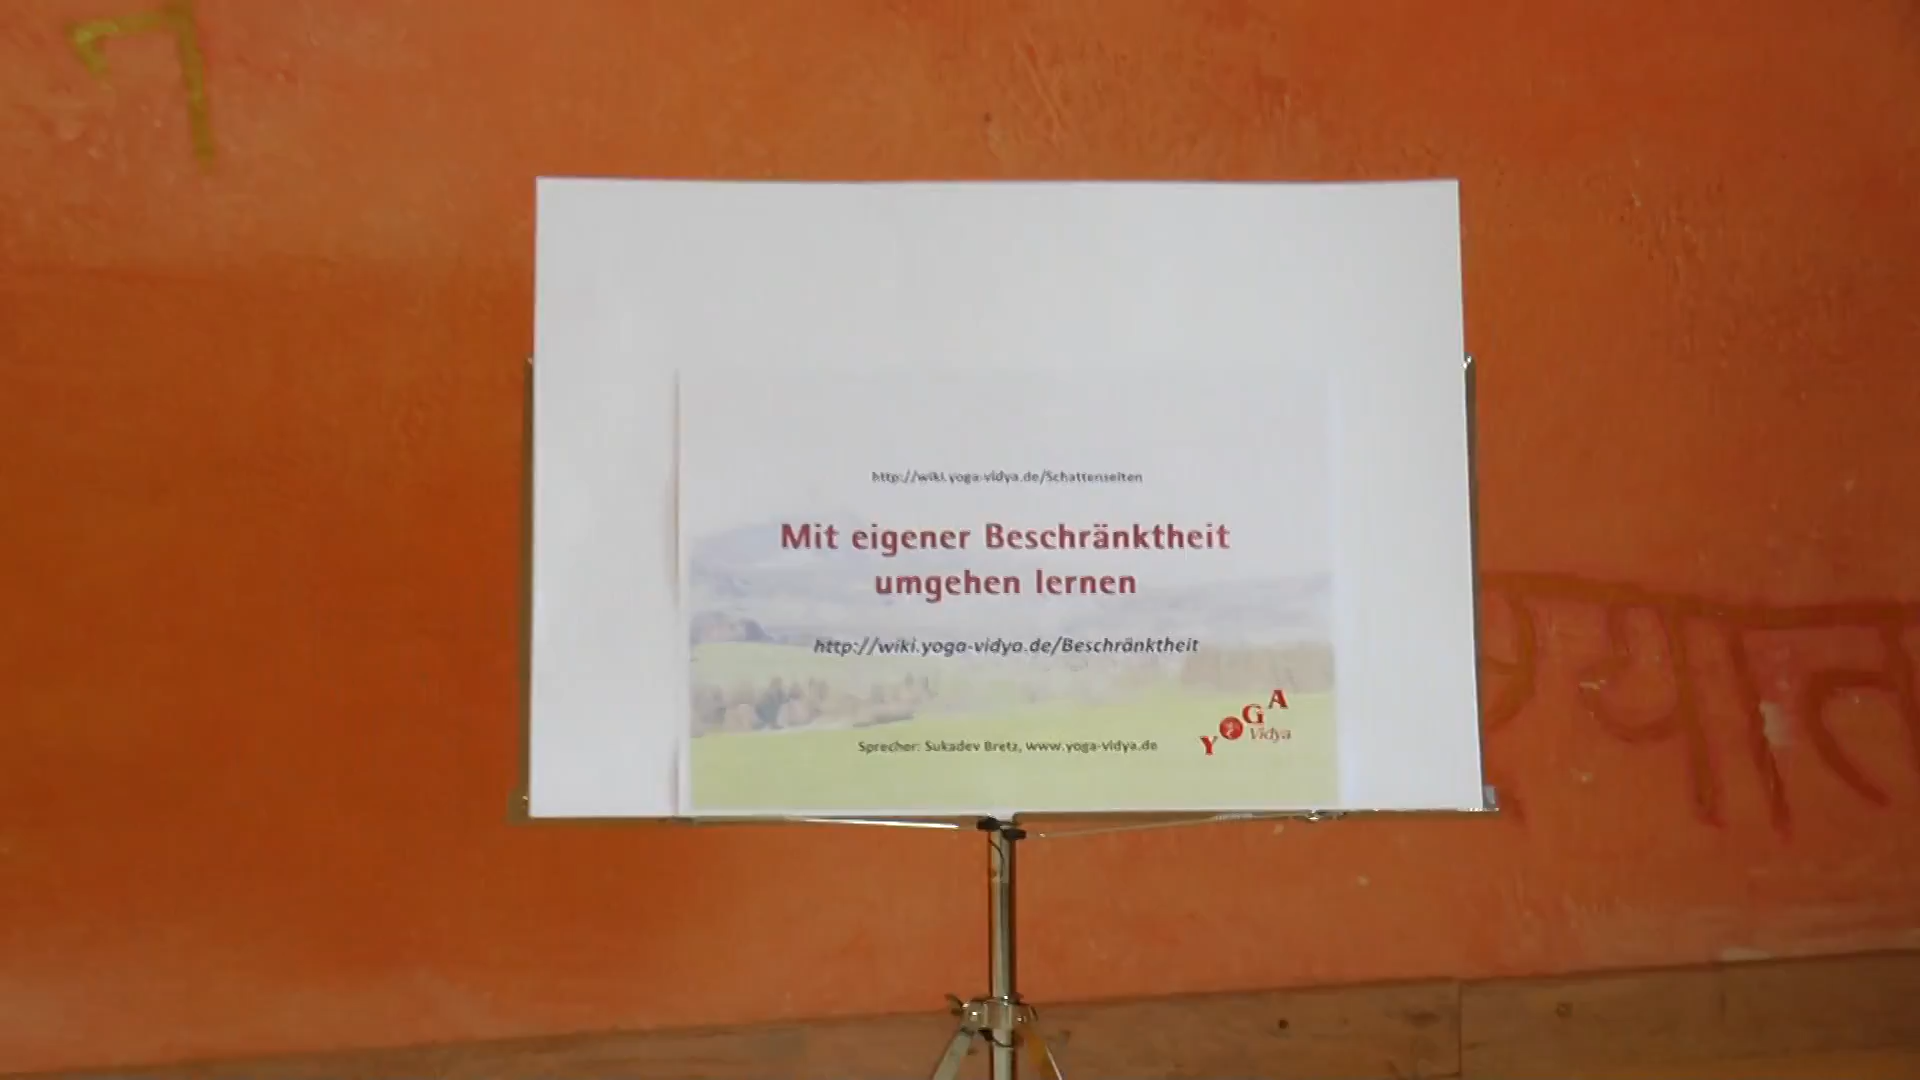 http://wiki.yoga-vidya.de/Schattenseiten
Mit eigener Beschränktheit
umgehen lernen
http://wiki.yoga-vidya.de/Beschränktheit
YOGA
Vidya
Sprecher: Sukadev Bretz, www.yoga-vidya.de